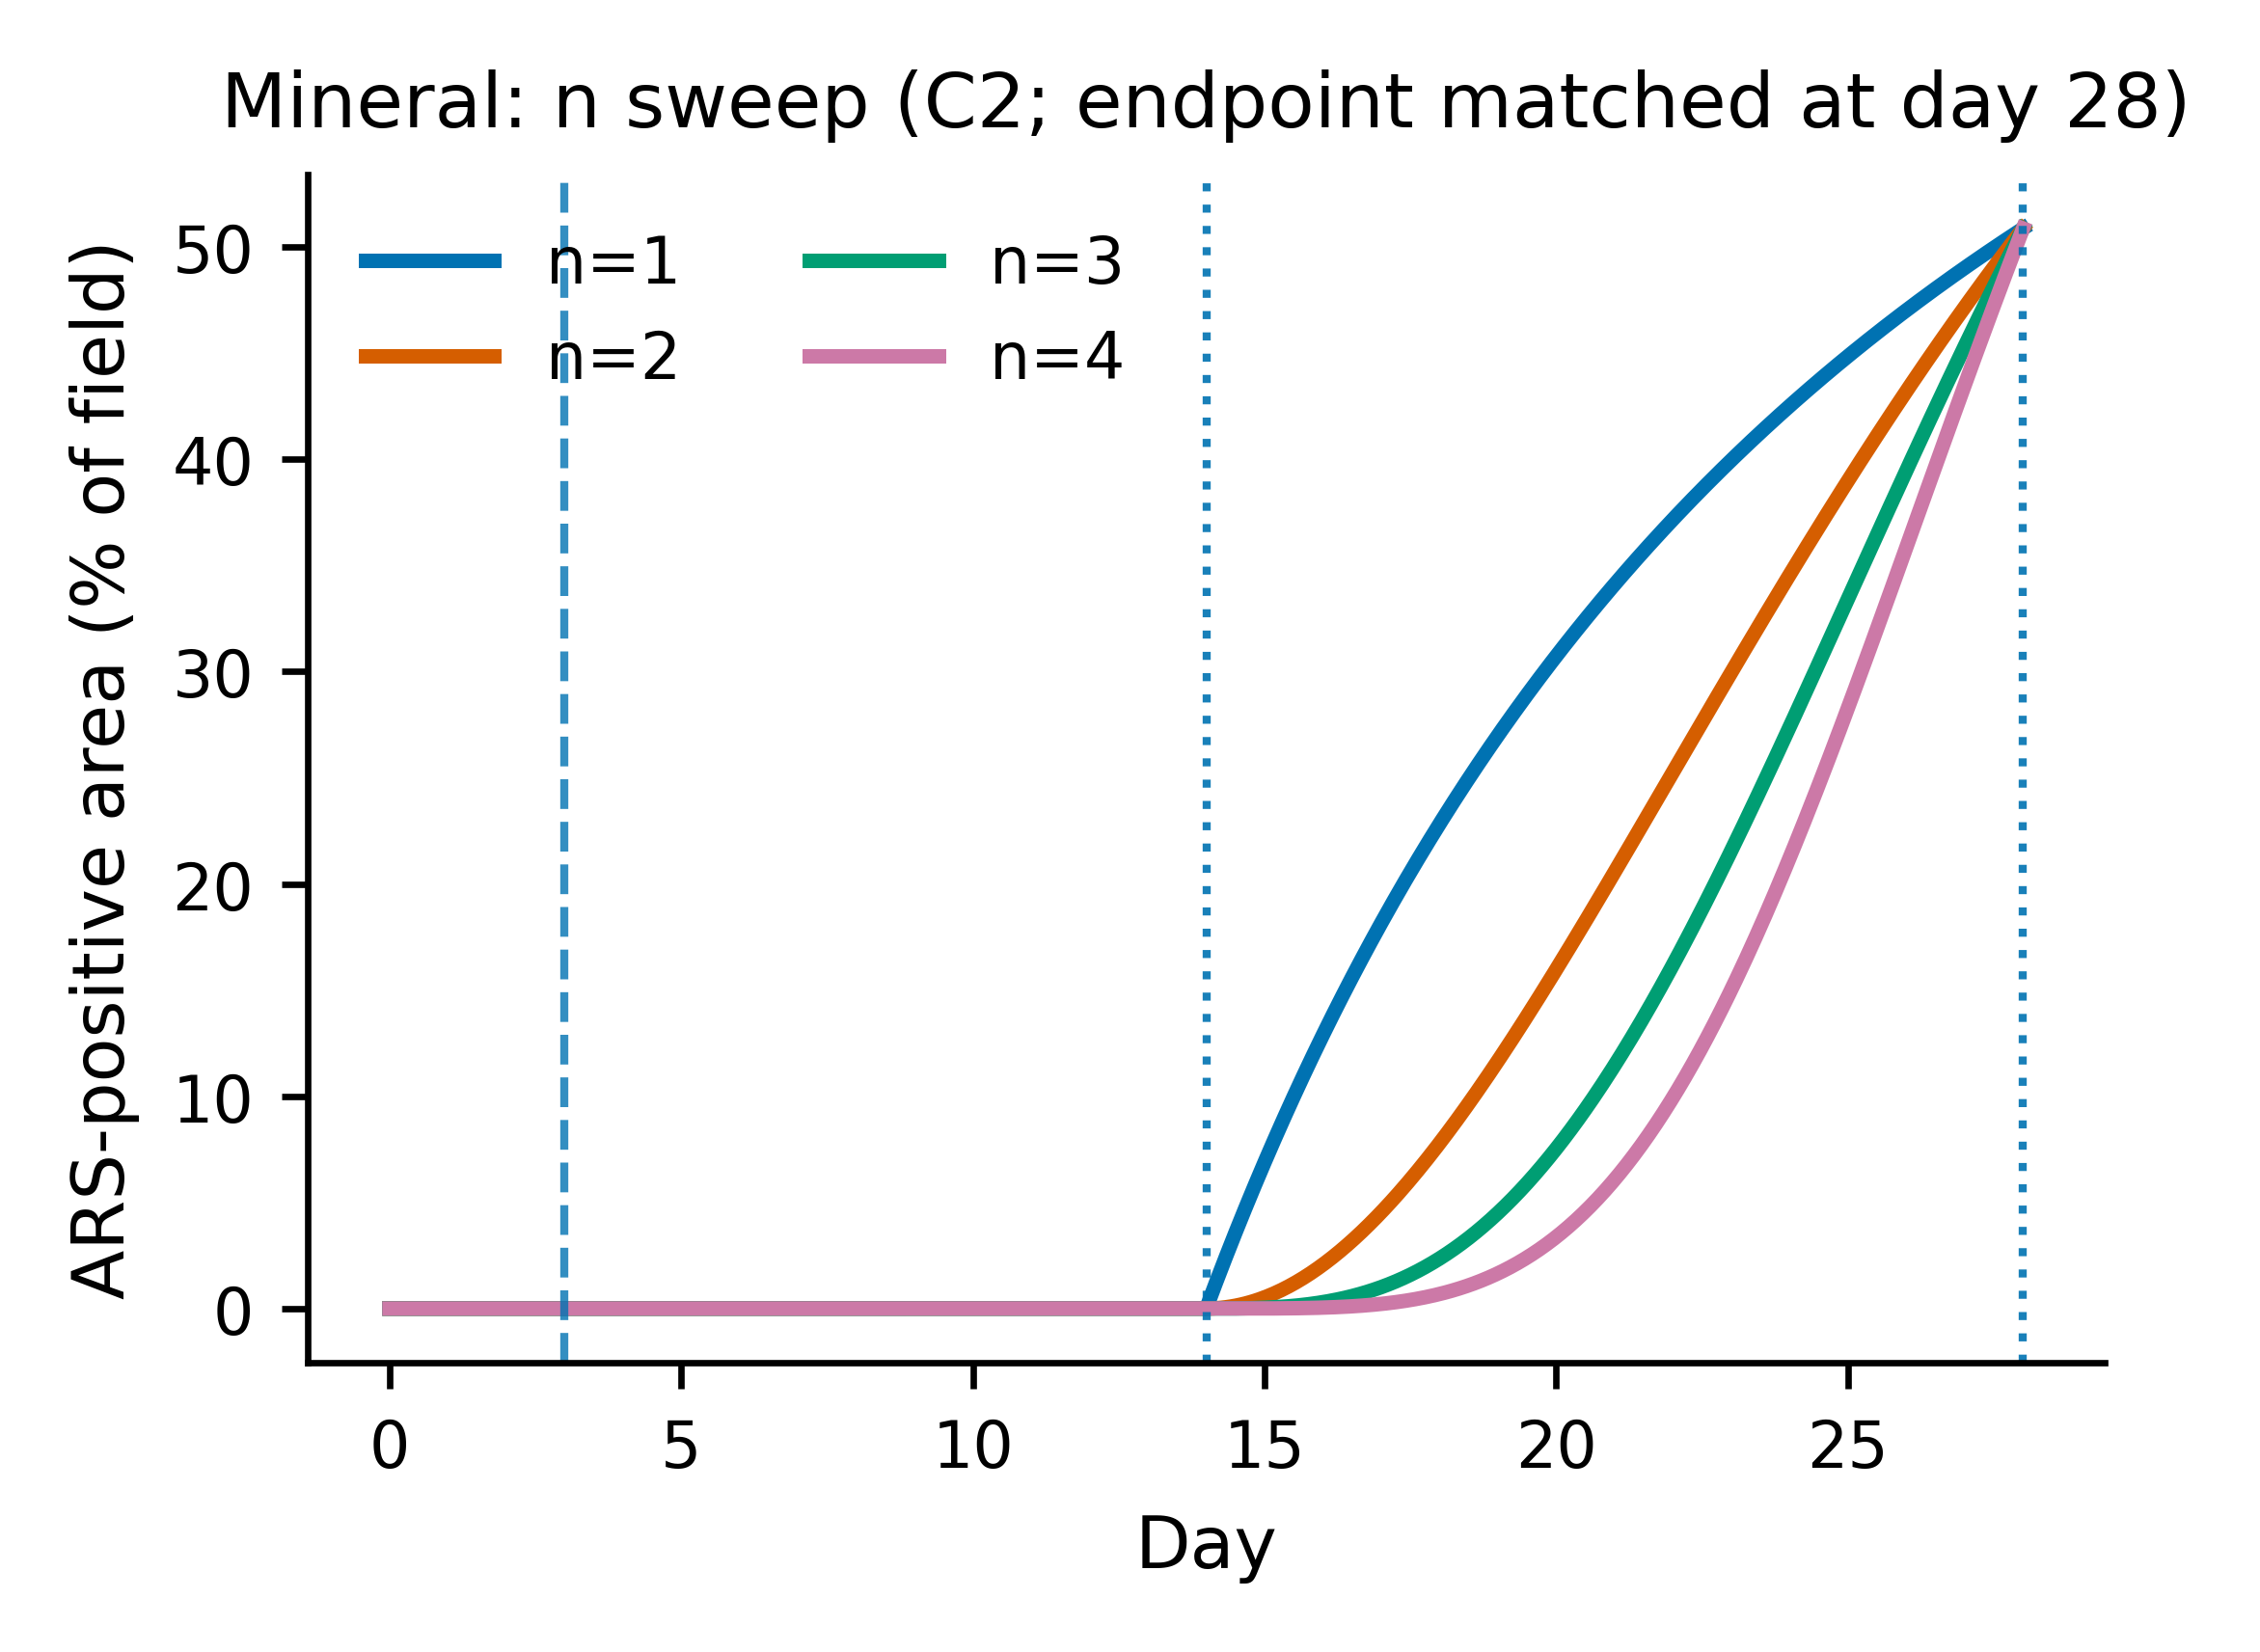 Mineral: n sweep (C2; endpoint matched at day 28)
ARS-positive area (% of field)
50
40
30
20
10
0
n=1
n=3
n=2
n=4
0 5 10 15 20 25
Day